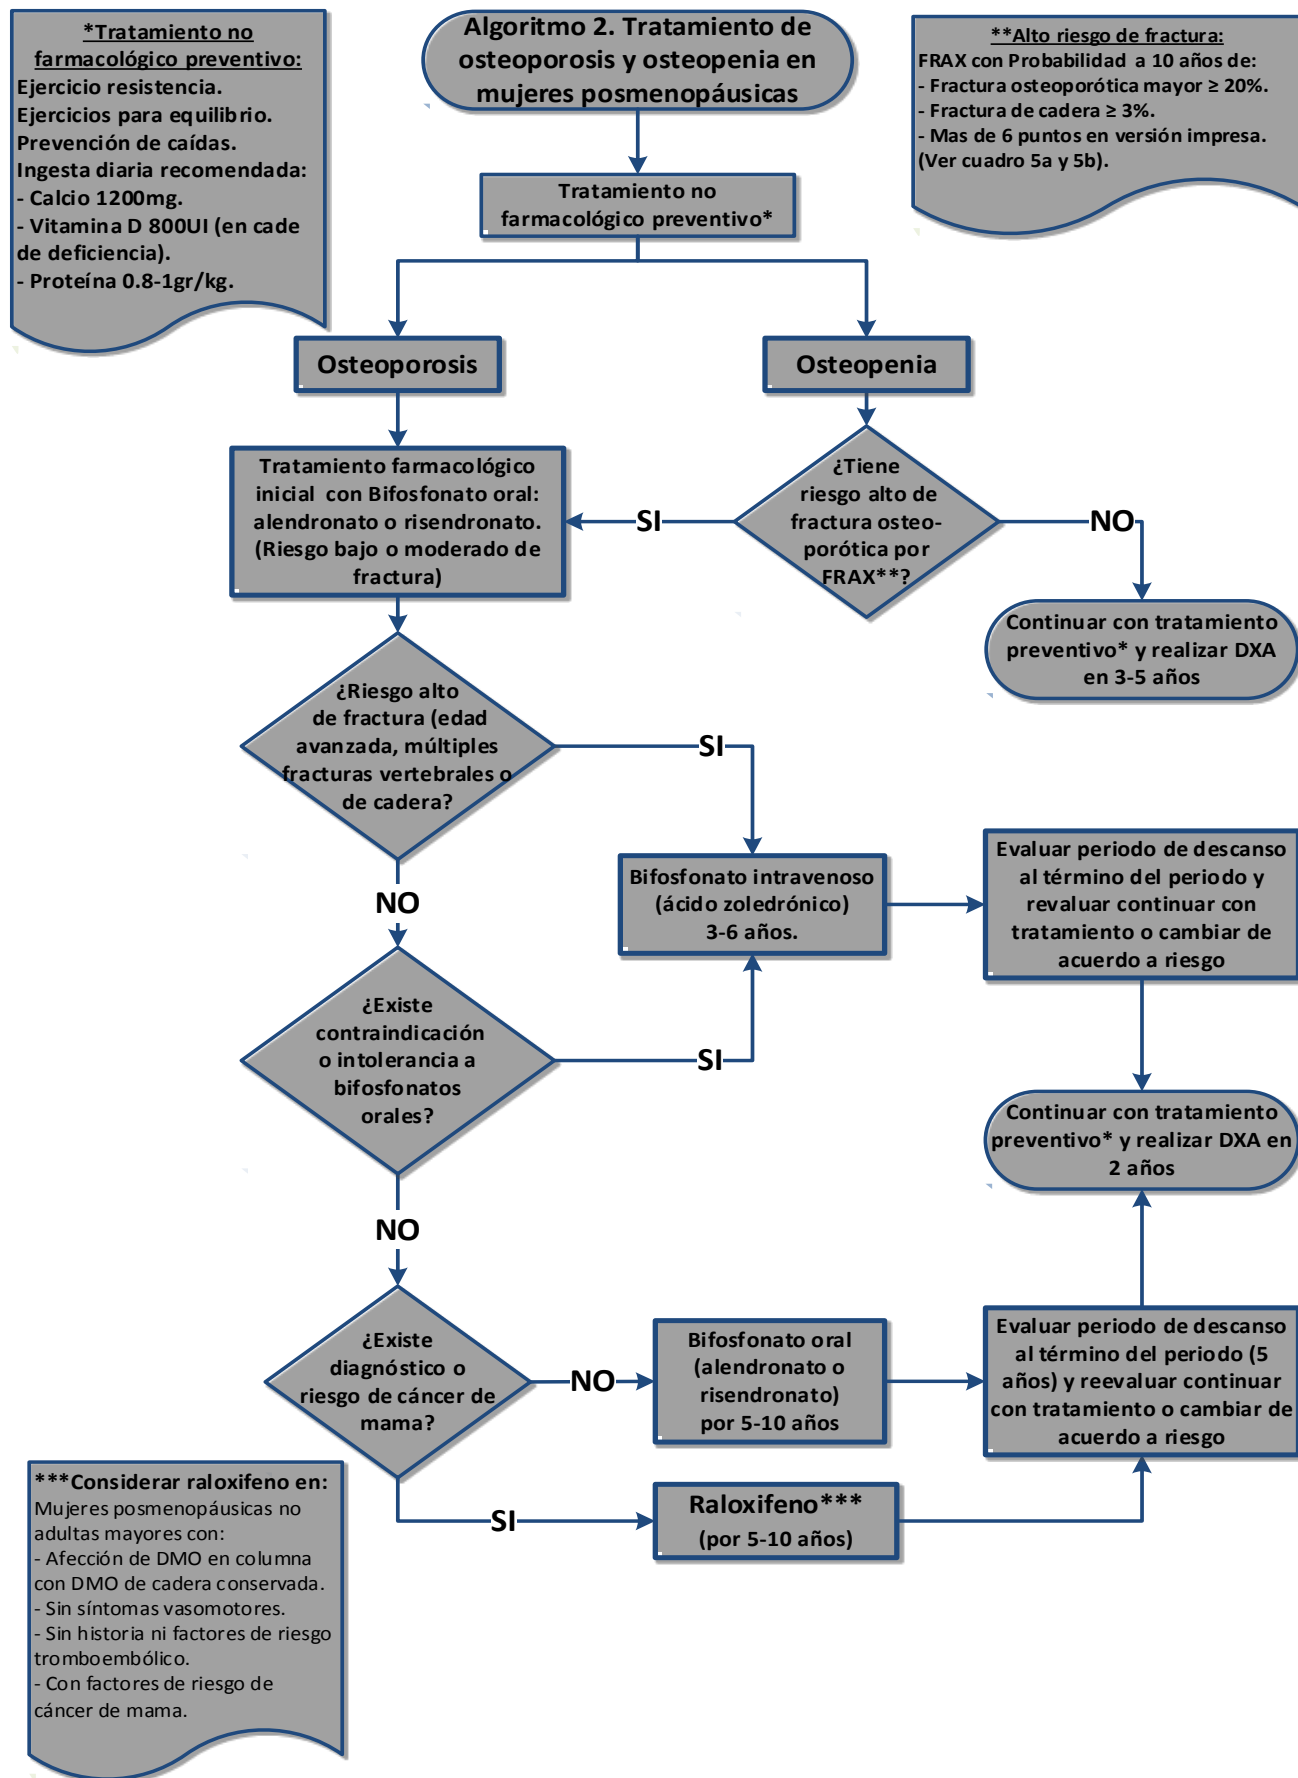 *Tratamiento no
farmacológico preventivo:
Ejercicio resistencia.
Ejercicios para equilibrio.
Prevención de caídas.
Ingesta diaria recomendada:
- Calcio 1200mg.
- Vitamina D 800UI (en cade
de deficiencia).
- Proteína 0.8-1gr/kg.
Algoritmo 2. Tratamiento de
osteoporosis y osteopenia en
mujeres posmenopáusicas
**Alto riesgo de fractura:
FRAX con Probabilidad a 10 años de:
- Fractura osteoporótica mayor ≥ 20%.
- Fractura de cadera ≥ 3%.
- Mas de 6 puntos en versión impresa.
(Ver cuadro 5a y 5b).
Tratamiento no
farmacológico preventivo*
Osteoporosis
Osteopenia
Tratamiento farmacológico
inicial con Bifosfonato oral:
alendronato o risendronato.
(Riesgo bajo o moderado de
fractura)
SI
¿Tiene
riesgo alto de
fractura osteo-
porótica por
FRAX**?
NO
Continuar con tratamiento
preventivo* y realizar DXA
en 3-5 años
¿Riesgo alto
de fractura (edad
avanzada, múltiples
fracturas vertebrales o
de cadera?
SI
NO
Bifosfonato intravenoso
(ácido zoledrónico)
3-6 años.
Evaluar periodo de descanso
al término del periodo y
revaluar continuar con
tratamiento o cambiar de
acuerdo a riesgo
¿Existe
contraindicación
o intolerancia a
bifosfonatos
orales?
SI
Continuar con tratamiento
preventivo* y realizar DXA en
2 años
NO
¿Existe
diagnóstico o
riesgo de cáncer de
mama?
NO
Bifosfonato oral
(alendronato o
risendronato)
por 5-10 años
Evaluar periodo de descanso
al término del periodo (5
años) y reevaluar continuar
con tratamiento o cambiar de
acuerdo a riesgo
SI
Raloxifeno***
(por 5-10 años)
***Considerar raloxifeno en:
Mujeres posmenopáusicas no
adultas mayores con:
- Afección de DMO en columna
con DMO de cadera conservada.
- Sin síntomas vasomotores.
- Sin historia ni factores de riesgo
tromboembólico.
- Con factores de riesgo de
cáncer de mama.